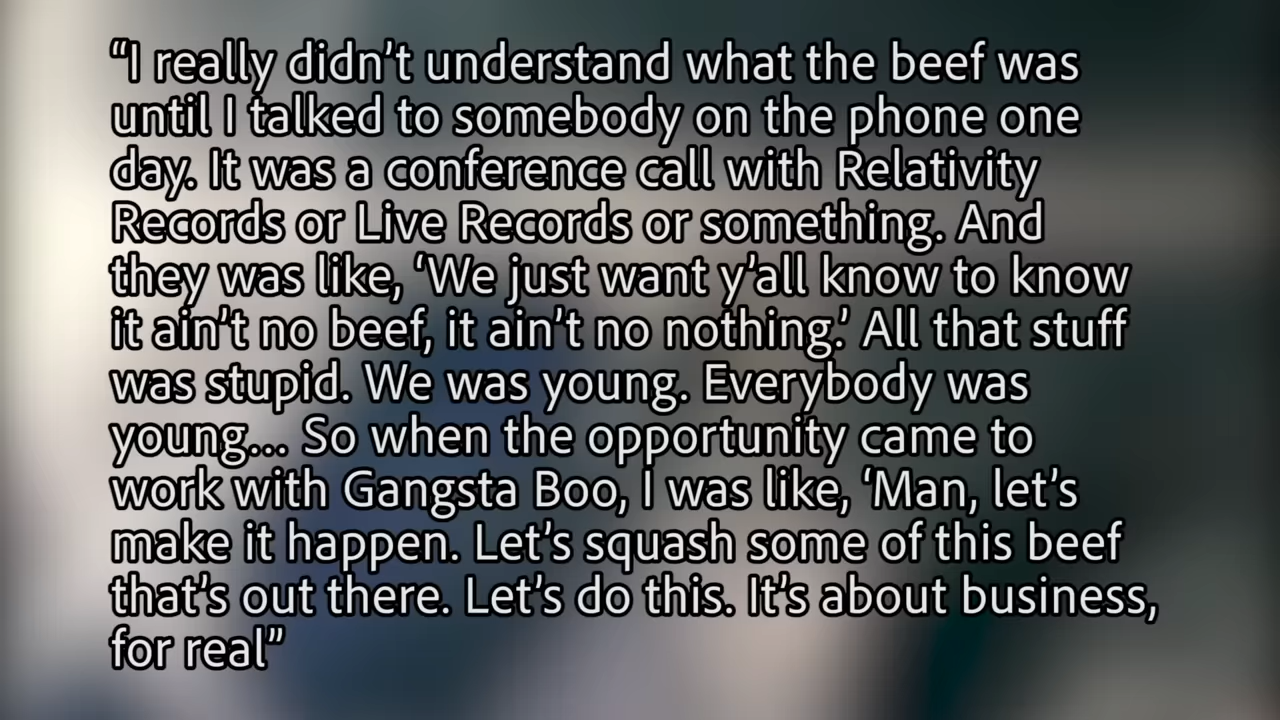 “I really didn’t understand what the beef was
until I talked to somebody on the phone one
day. It was a conference call with Relativity
Records or Live Records or something. And
they was like, ‘We just want y’all know to know
it ain’t no beef, it ain’t no nothing.’ All that stuff
was stupid. We was young. Everybody was
young... So when the opportunity came to
work with Gangsta Boo, I was like, ‘Man, let’s
make it happen. Let’s squash some of this beef
that’s out there. Let’s do this. It’s about business,
for real”